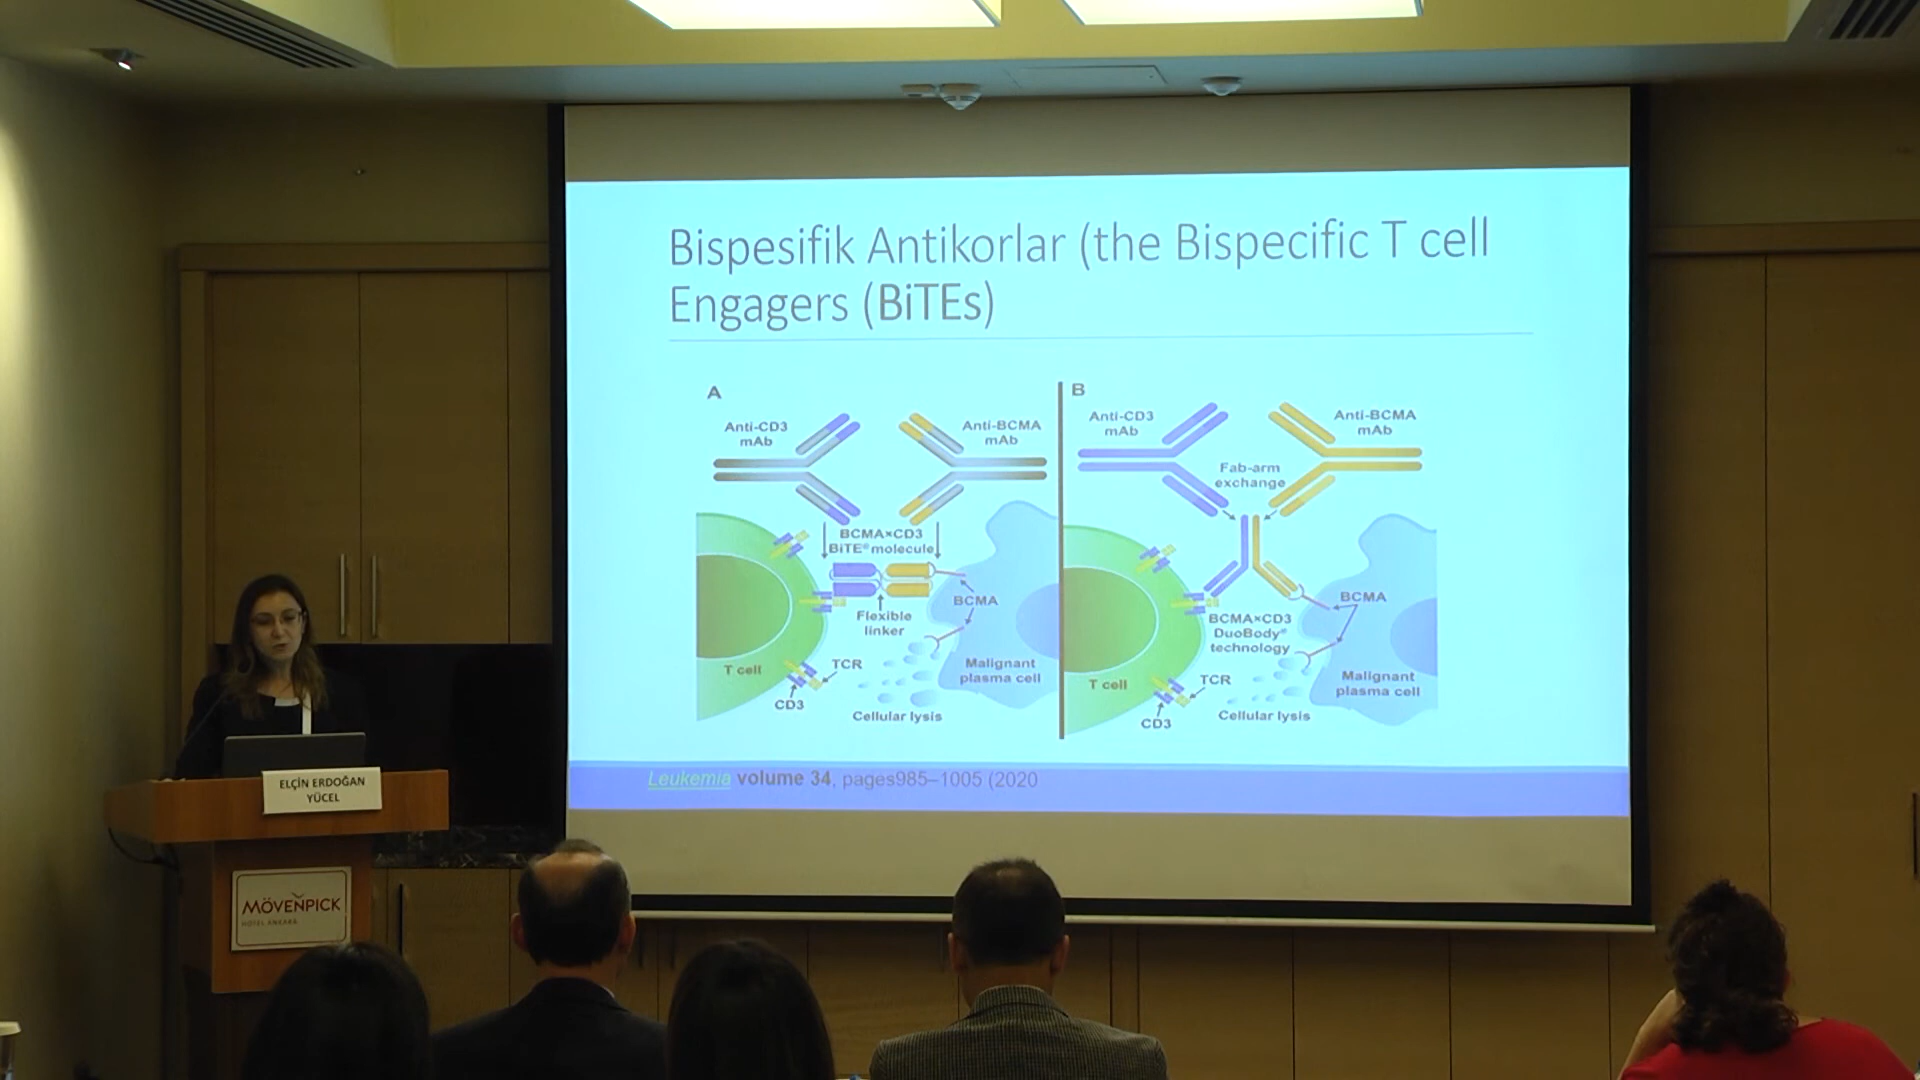 Bispesifik Antikorlar (the Bispecific T cell
Engagers (BiTEs)
A
Anti-CD3
mAb
Anti-BCMA
mAb
BCMA×CD3
BiTE® molecule
Flexible
linker
BCMA
T cell
TCR
CD3
Cellular lysis
Malignant
plasma cell
B
Anti-CD3
mAb
Anti-BCMA
mAb
Fab-arm
exchange
BCMA
BCMA×CD3
DuoBody®
technology
T cell
TCR
CD3
Cellular lysis
Malignant
plasma cell
Leukemia volume 34, pages985–1005 (2020
ELÇİN ERDOĞAN
YÜCEL
MÖVENPICK
HOTEL ANKARA